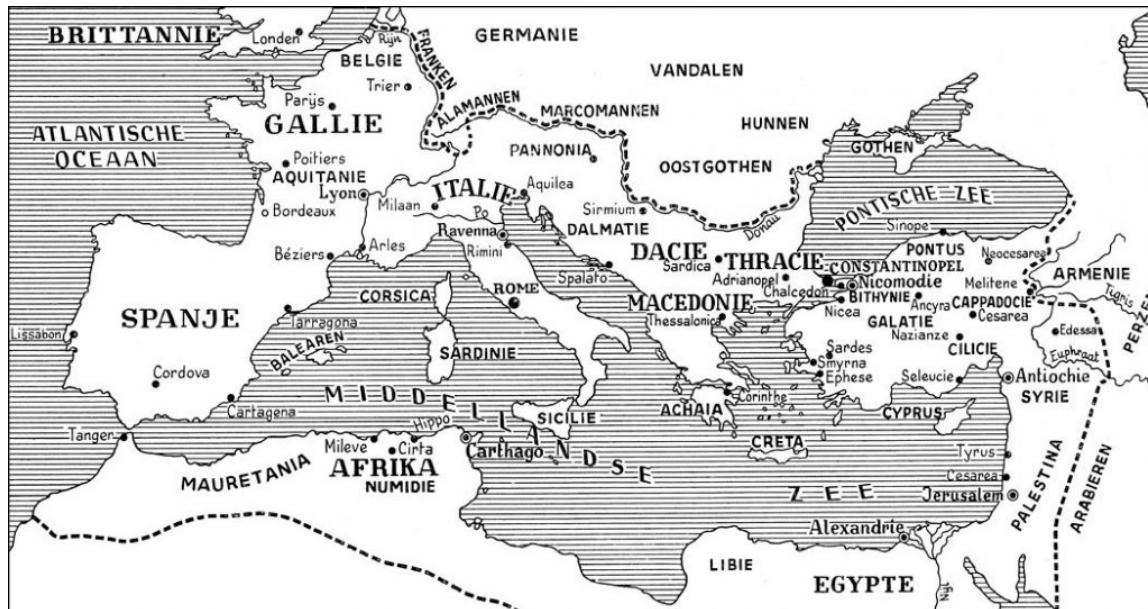 BRITTANNIE
Londen
Rijn
FRANKEN
GERMANIE
BELGIE
Trier
VANDALEN
Parijs
ALAMANNEN
MARCOMANNEN
GALLIE
HUNNEN
ATLANTISCHE
OCEAAN
GOTHEN
PANNONIA
OOSTGOTHEN
Poitiers
AQUITANIE
Lyon
ITALIE
Aquilea
Milaan
Po
Bordeaux
Sirmium
Donau
PONTISCHE ZEE
Sinope
DALMATIE
Ravenna
Rimini
Arles
Béziers
DACIE
Sardica
THRACIE
Adrianopel
CONSTANTINOPEL
PONTUS
Neocesarea
ARMENIE
Spalato
Chalcedon
Nicomodie
Melitene
Tigris
CORSICA
ROME
MACEDONIE
Thessalonica
BITHYNIE
Nicea
Ancyra
CAPPADOCIE
Cesarea
PERZE
SPANJE
Tarragona
GALATIE
Nazianze
Edessa
Lissabon
BALEAREN
SARDINIE
Sardes
Smyrna
Ephese
CILICIE
Euphraat
Cordova
Seleucie
Antiochie
SYRIE
Cartagena
MIDDELLANDSE ZEE
SICILIE
ACHAIA
Corinthe
CYPRUS
Tanger
Mileve
Cirta
Hippo
Carthago
CRETA
Tyrus
MAURETANIA
AFRIKA
NUMIDIE
Cesarea
Jerusalem
PALESTINA
ARABIEREN
Alexandrie
LIBIE
EGYPTE
Nijl